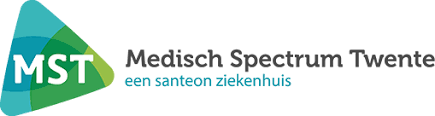 MST
Medisch Spectrum Twente
een santeon ziekenhuis